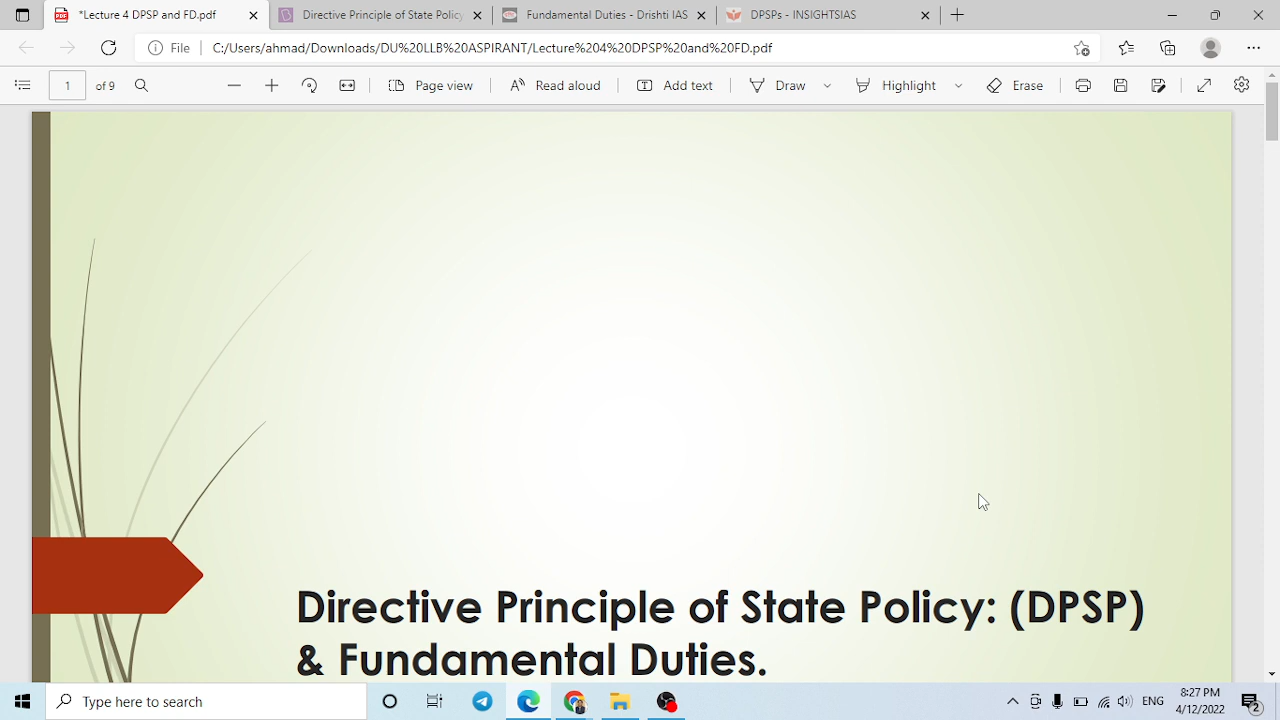 *Lecture 4 DPSP and FD.pdf
Directive Principle of State Policy
Fundamental Duties - Drishti IAS
DPSPs - INSIGHTSIAS
File
C:/Users/ahmad/Downloads/DU%20LLB%20ASPIRANT/Lecture%204%20DPSP%20and%20FD.pdf
1 of 9
Page view
Read aloud
Add text
Draw
Highlight
Erase
Directive Principle of State Policy: (DPSP)
& Fundamental Duties.
Type here to search
ENG
8:27 PM
4/12/2022
2